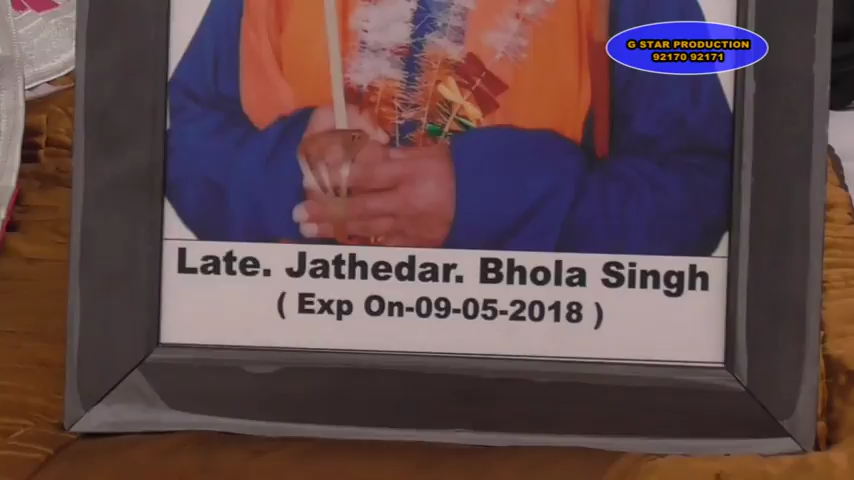 G STAR PRODUCTION
92170 92171
Late. Jathedar. Bhola Singh
( Exp On-09-05-2018 )